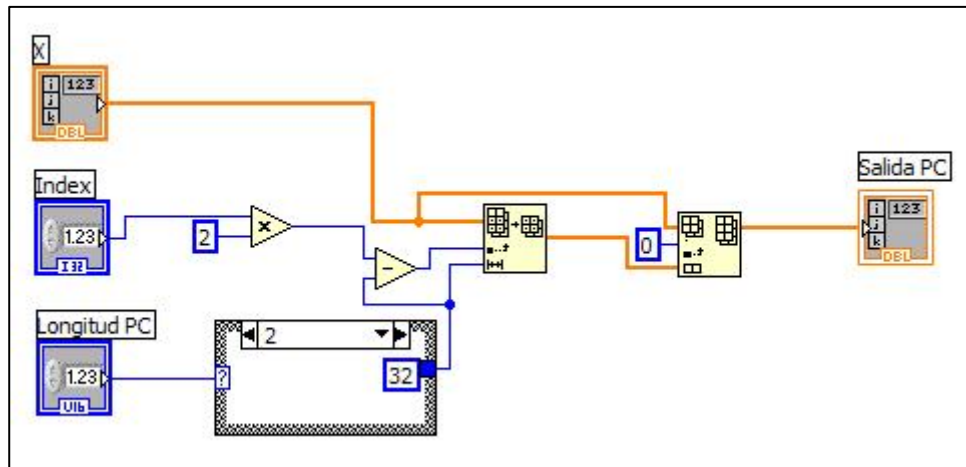 X
i
j
k
123
DBL
Index
1.23
I32
2
×
-
Longitud PC
1.23
U16
?
2
32
0
Salida PC
i
j
k
123
DBL